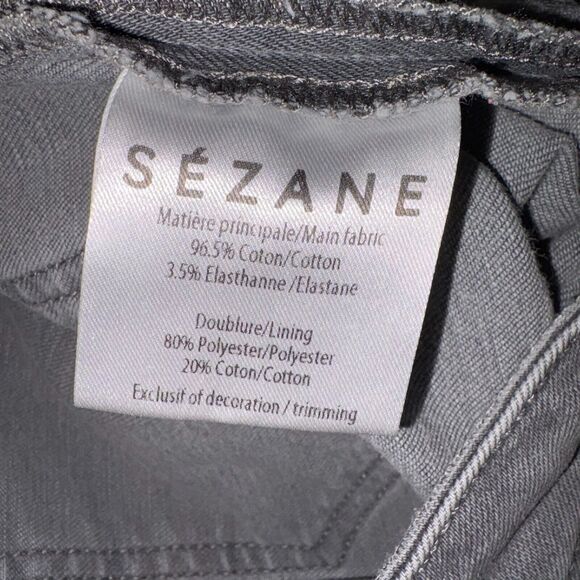 SÉZANE
Matière principale/Main fabric
96.5% Coton/Cotton
3.5% Elasthanne/Elastane
Doublure/Lining
80% Polyester/Polyester
20% Coton/Cotton
Exclusif of decoration / trimming